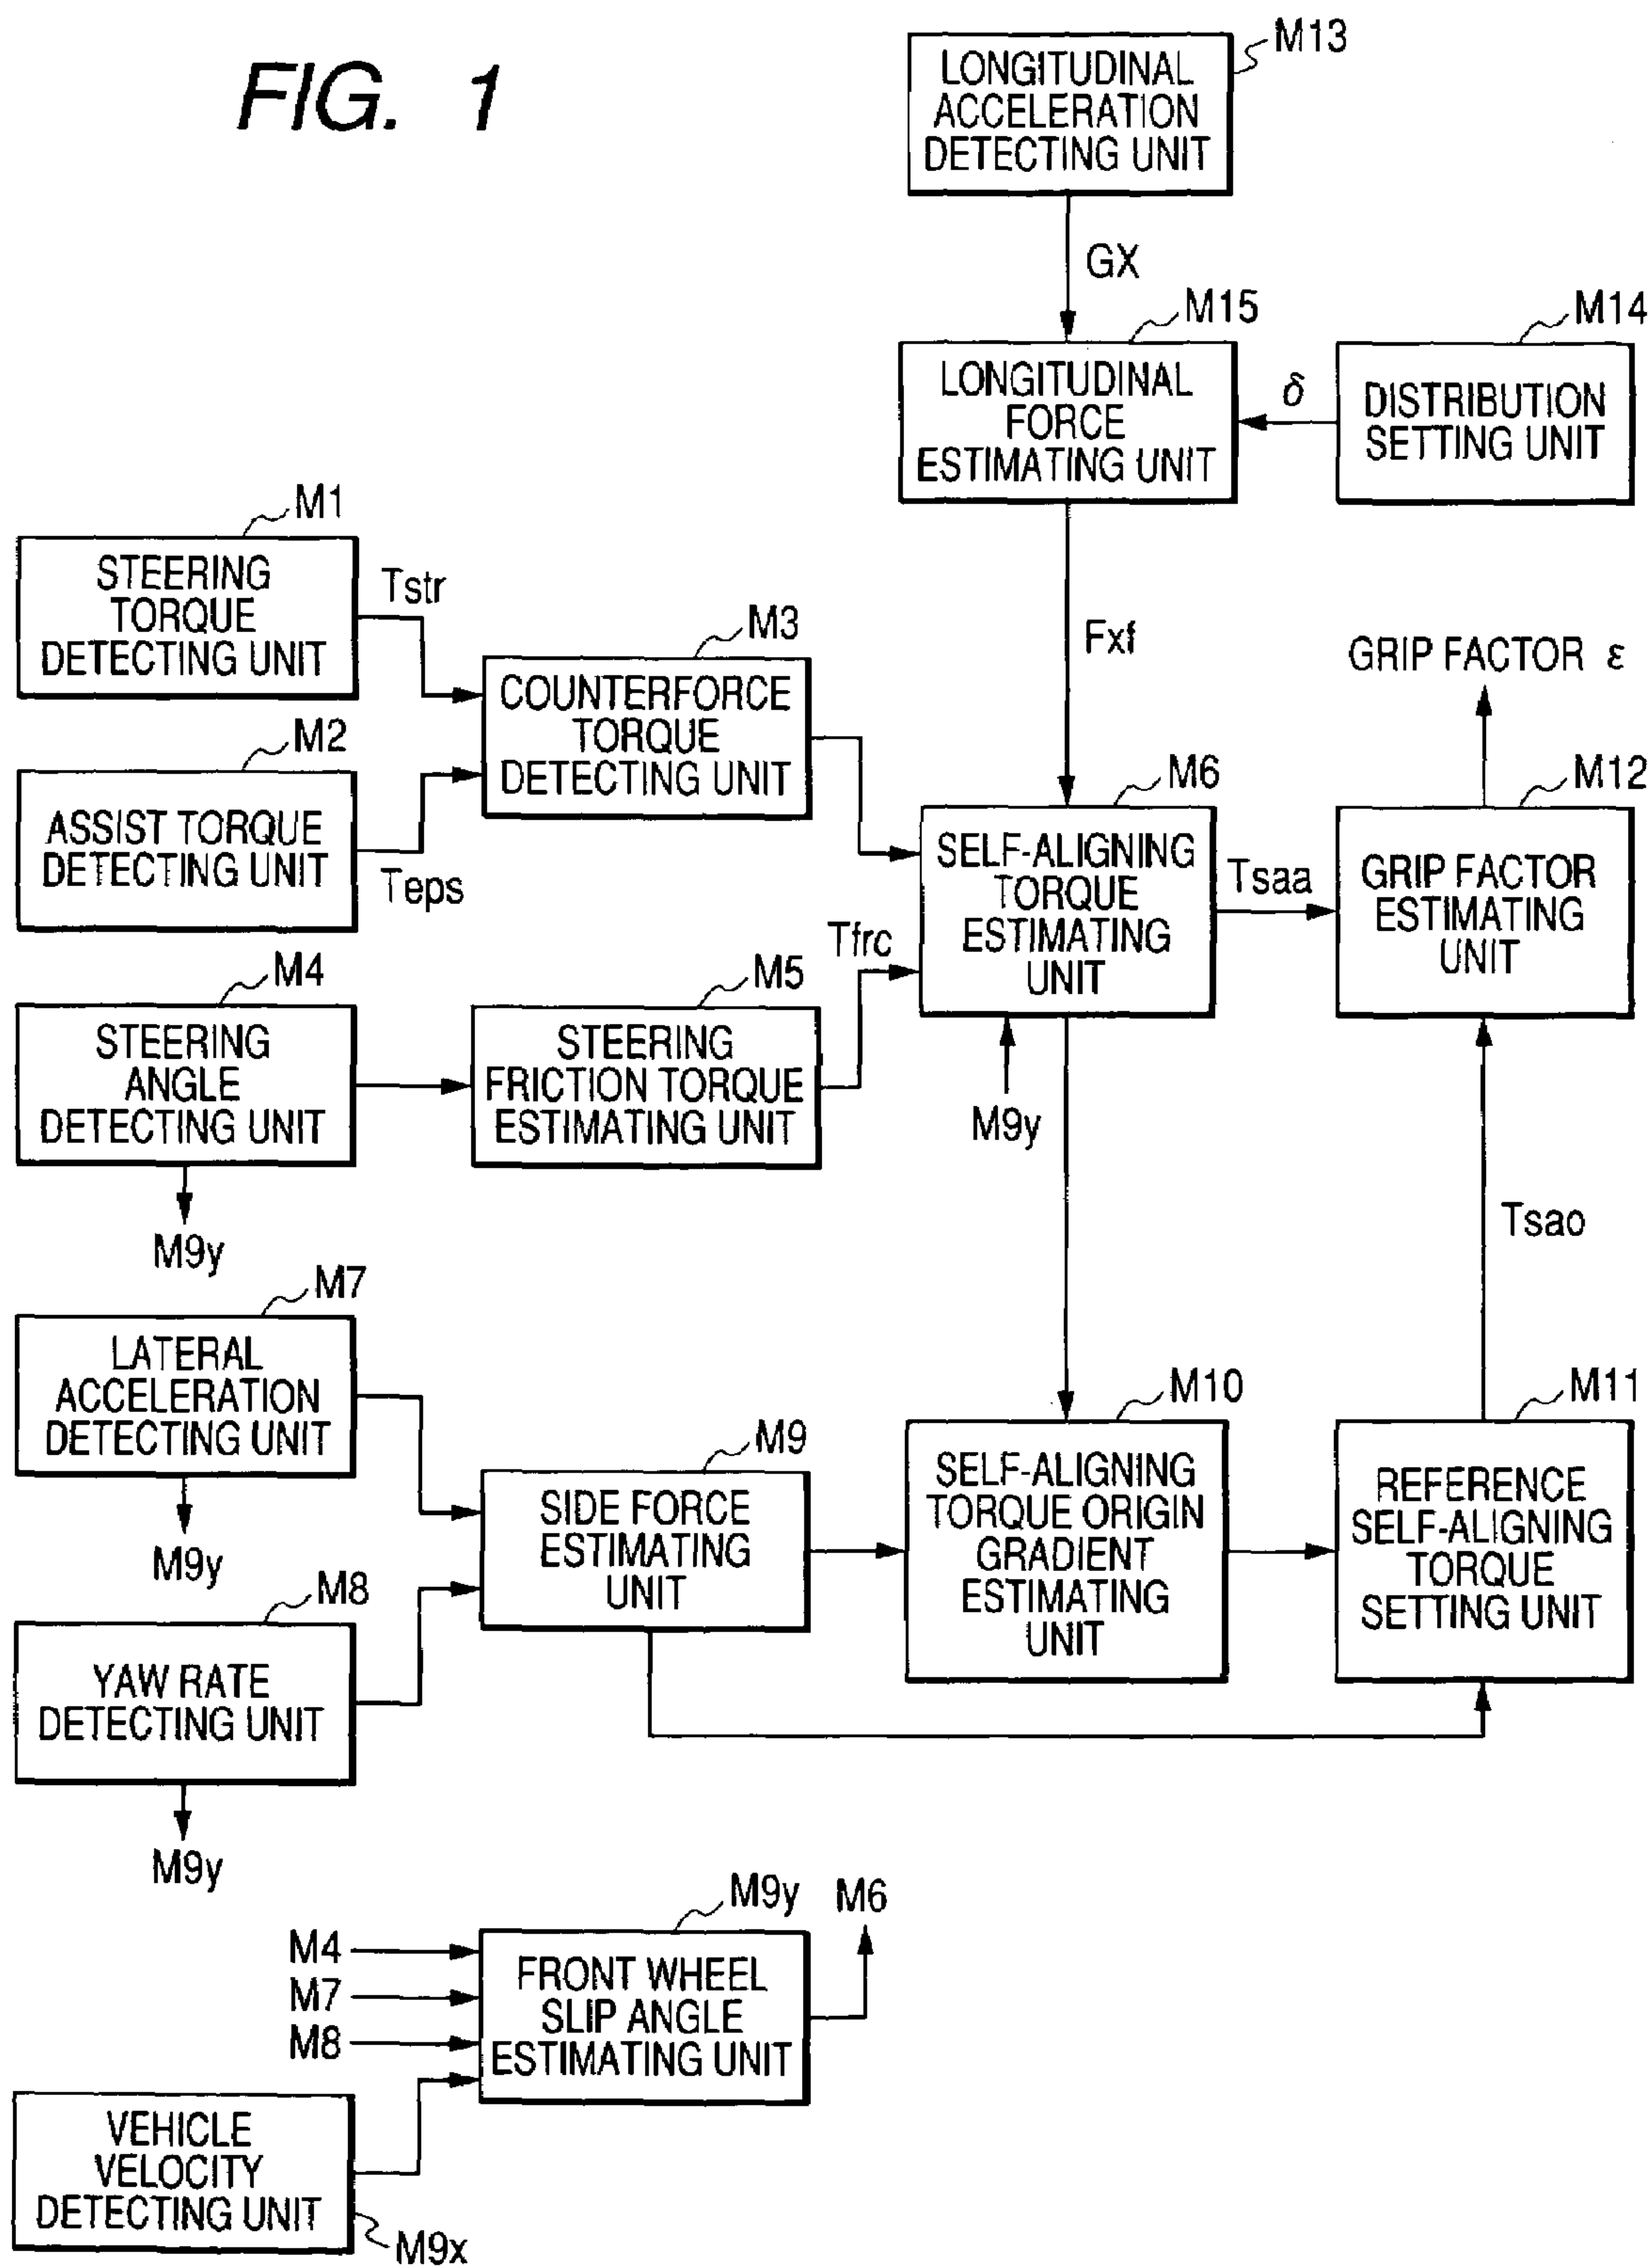 FIG. 1
M13
LONGITUDINAL
ACCELERATION
DETECTING UNIT
GX
M15
LONGITUDINAL
FORCE
ESTIMATING UNIT
δ
M14
DISTRIBUTION
SETTING UNIT
Fxf
M1
STEERING
TORQUE
DETECTING UNIT
Tstr
M2
ASSIST TORQUE
DETECTING UNIT
Teps
M3
COUNTERFORCE
TORQUE
DETECTING UNIT
M4
STEERING
ANGLE
DETECTING UNIT
M9y
M5
STEERING
FRICTION TORQUE
ESTIMATING UNIT
Tfrc
M6
SELF-ALIGNING
TORQUE
ESTIMATING
UNIT
M9y
Tsaa
GRIP FACTOR ε
M12
GRIP FACTOR
ESTIMATING
UNIT
Tsao
M7
LATERAL
ACCELERATION
DETECTING UNIT
M9y
M8
YAW RATE
DETECTING UNIT
M9y
M9
SIDE FORCE
ESTIMATING
UNIT
M10
SELF-ALIGNING
TORQUE ORIGIN
GRADIENT
ESTIMATING
UNIT
M11
REFERENCE
SELF-ALIGNING
TORQUE
SETTING UNIT
M4
M7
M8
M9y
FRONT WHEEL
SLIP ANGLE
ESTIMATING UNIT
M6
VEHICLE
VELOCITY
DETECTING UNIT
M9x